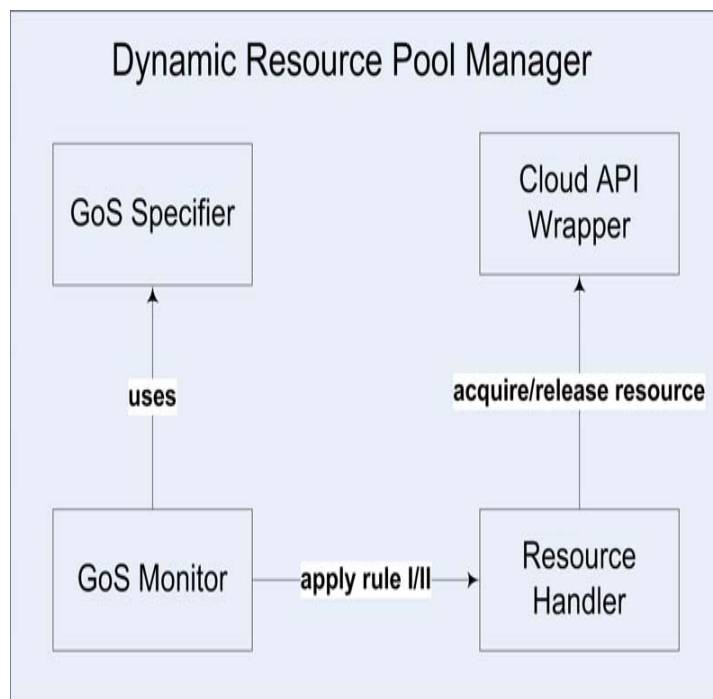 Dynamic Resource Pool Manager
GoS Specifier
Cloud API
Wrapper
uses
acquire/release resource
GoS Monitor
apply rule I/II
Resource
Handler